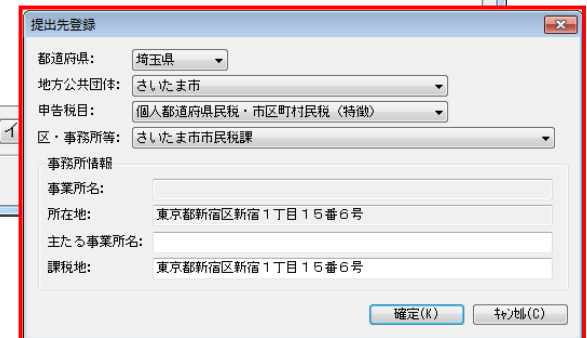 提出先登録
都道府県: 埼玉県
地方公共団体: さいたま市
申告税目: 個人都道府県民税・市区町村民税（特徴）
イ
区・事務所等: さいたま市市民税課
事務所情報
事業所名:
所在地: 東京都新宿区新宿１丁目１５番６号
主たる事業所名:
課税地: 東京都新宿区新宿１丁目１５番６号
確定(K) ｷｬﾝｾﾙ(C)